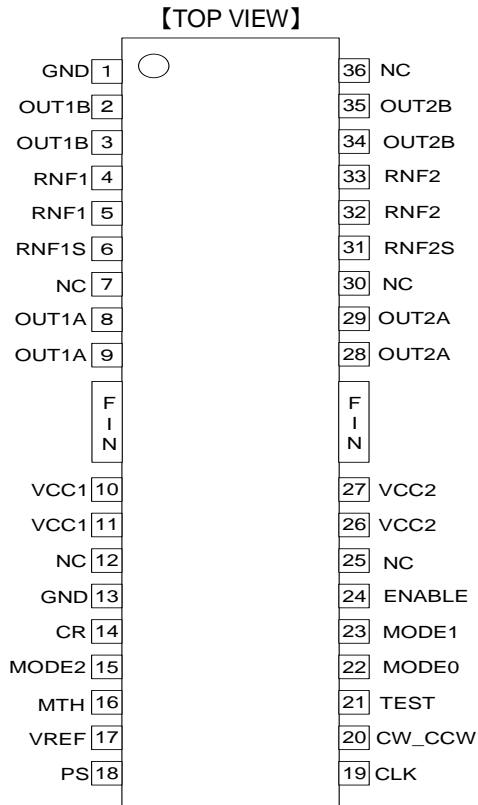 【TOP VIEW】
GND 1 36 NC
OUT1B 2 35 OUT2B
OUT1B 3 34 OUT2B
RNF1 4 33 RNF2
RNF1 5 32 RNF2
RNF1S 6 31 RNF2S
NC 7 30 NC
OUT1A 8 29 OUT2A
OUT1A 9 28 OUT2A
FIN FIN
VCC1 10 27 VCC2
VCC1 11 26 VCC2
NC 12 25 NC
GND 13 24 ENABLE
CR 14 23 MODE1
MODE2 15 22 MODE0
MTH 16 21 TEST
VREF 17 20 CW_CCW
PS 18 19 CLK